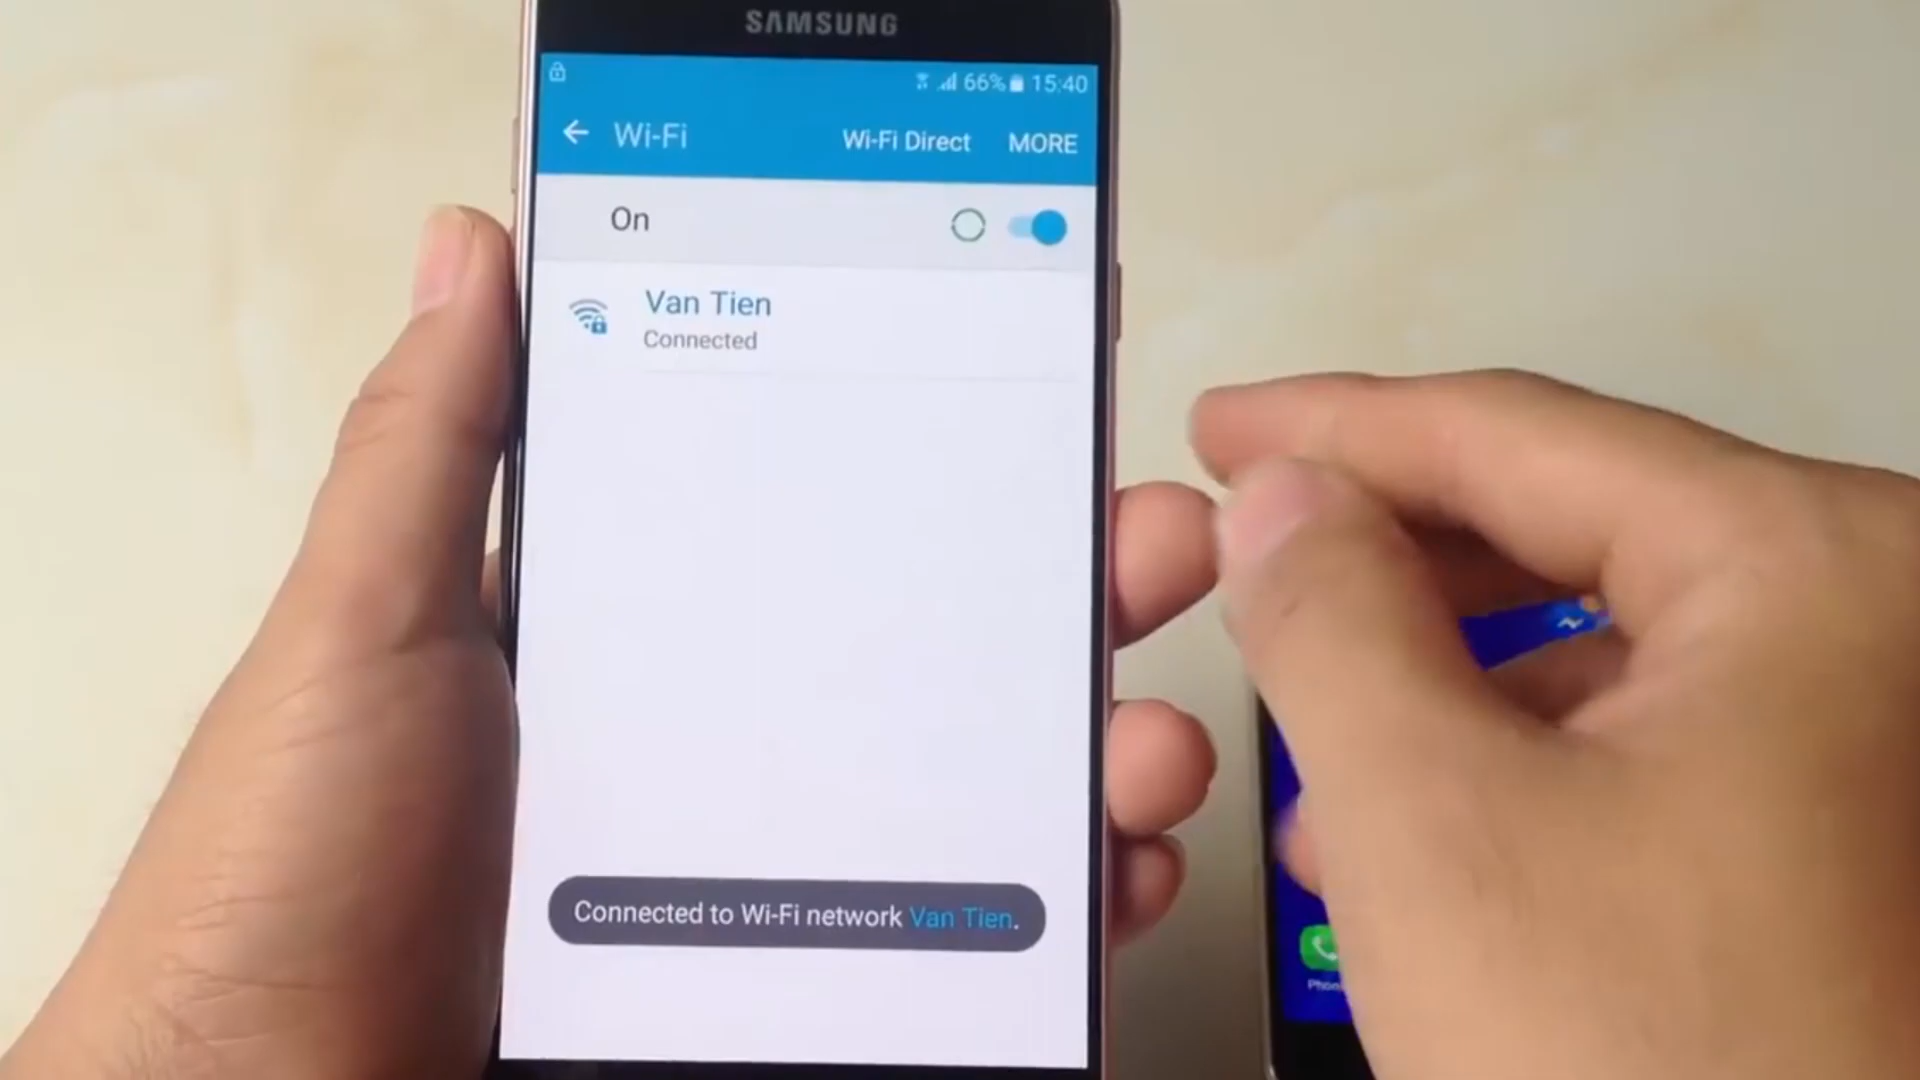 SAMSUNG
66% 15:40
Wi-Fi Wi-Fi Direct MORE
On
Van Tien
Connected
Connected to Wi-Fi network Van Tien.
Phon